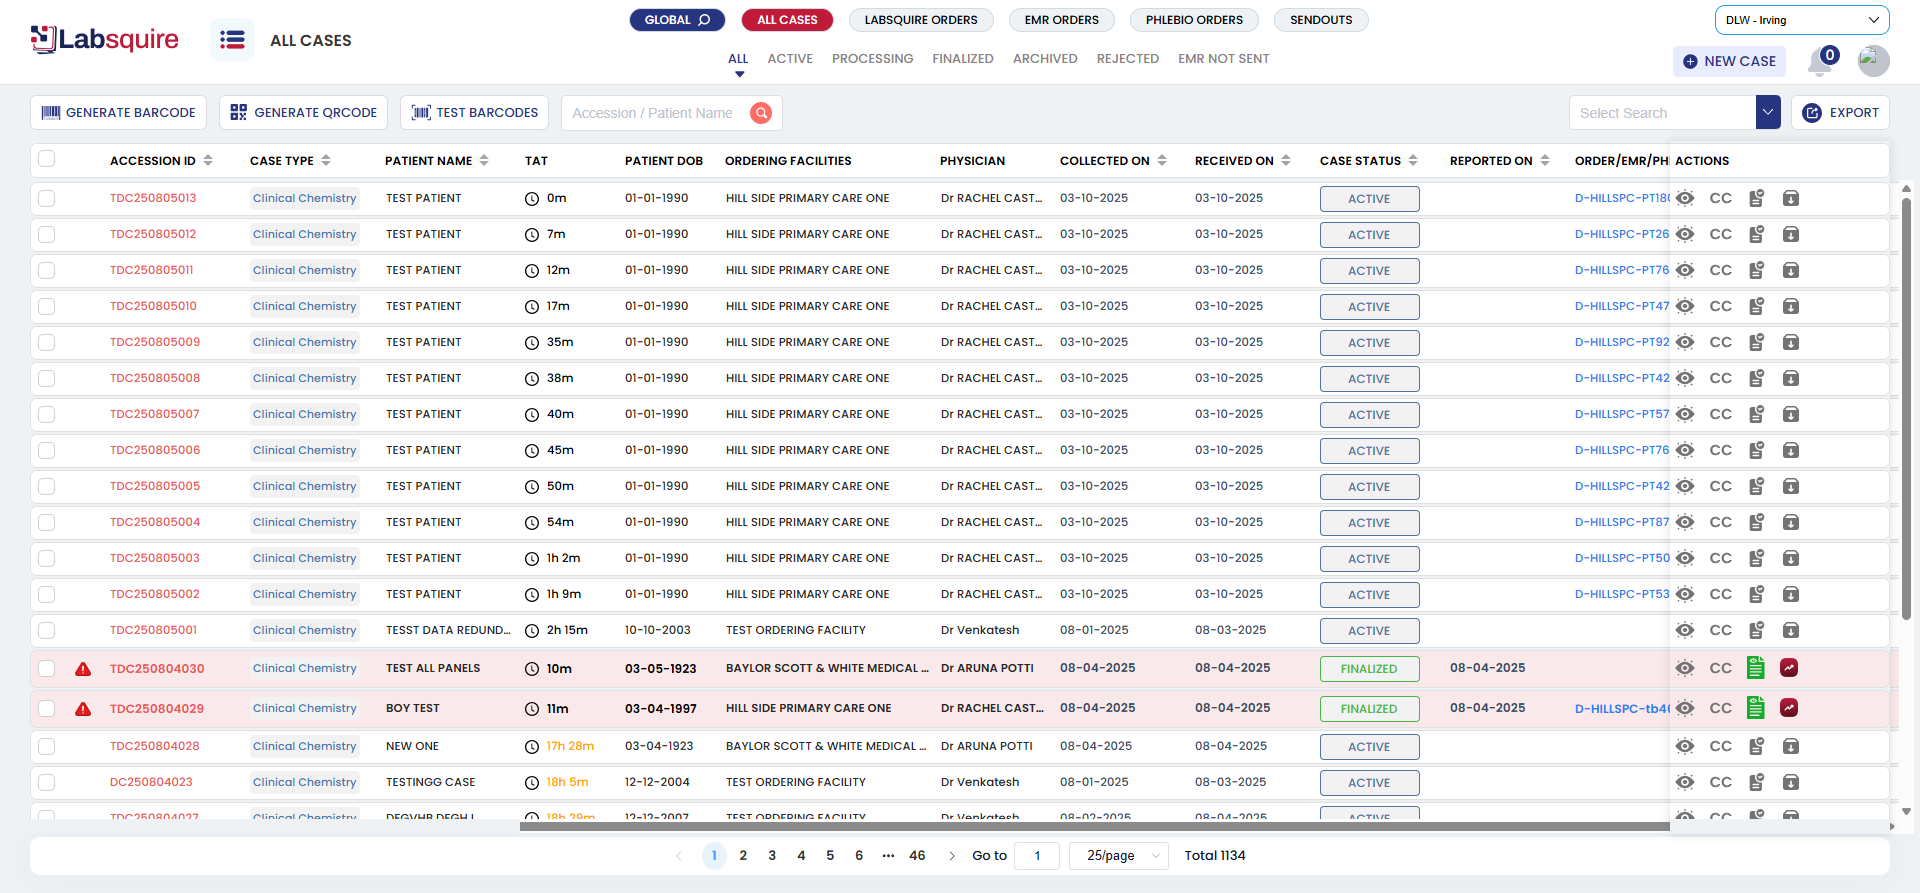 Labsquire
ALL CASES
GLOBAL
ALL CASES
LABSQUIRE ORDERS
EMR ORDERS
PHLEBIO ORDERS
SENDOUTS
DLW - Irving
ALL ACTIVE PROCESSING FINALIZED ARCHIVED REJECTED EMR NOT SENT
NEW CASE
0
GENERATE BARCODE
GENERATE QRCODE
TEST BARCODES
Accession / Patient Name
Select Search
EXPORT
ACCESSION ID CASE TYPE PATIENT NAME TAT PATIENT DOB ORDERING FACILITIES PHYSICIAN COLLECTED ON RECEIVED ON CASE STATUS REPORTED ON ORDER/EMR/PH ACTIONS
TDC250805013 Clinical Chemistry TEST PATIENT 0m 01-01-1990 HILL SIDE PRIMARY CARE ONE Dr RACHEL CAST... 03-10-2025 03-10-2025 ACTIVE D-HILLSPC-PT18 CC
TDC250805012 Clinical Chemistry TEST PATIENT 7m 01-01-1990 HILL SIDE PRIMARY CARE ONE Dr RACHEL CAST... 03-10-2025 03-10-2025 ACTIVE D-HILLSPC-PT26 CC
TDC250805011 Clinical Chemistry TEST PATIENT 12m 01-01-1990 HILL SIDE PRIMARY CARE ONE Dr RACHEL CAST... 03-10-2025 03-10-2025 ACTIVE D-HILLSPC-PT76 CC
TDC250805010 Clinical Chemistry TEST PATIENT 17m 01-01-1990 HILL SIDE PRIMARY CARE ONE Dr RACHEL CAST... 03-10-2025 03-10-2025 ACTIVE D-HILLSPC-PT47 CC
TDC250805009 Clinical Chemistry TEST PATIENT 35m 01-01-1990 HILL SIDE PRIMARY CARE ONE Dr RACHEL CAST... 03-10-2025 03-10-2025 ACTIVE D-HILLSPC-PT92 CC
TDC250805008 Clinical Chemistry TEST PATIENT 38m 01-01-1990 HILL SIDE PRIMARY CARE ONE Dr RACHEL CAST... 03-10-2025 03-10-2025 ACTIVE D-HILLSPC-PT42 CC
TDC250805007 Clinical Chemistry TEST PATIENT 40m 01-01-1990 HILL SIDE PRIMARY CARE ONE Dr RACHEL CAST... 03-10-2025 03-10-2025 ACTIVE D-HILLSPC-PT57 CC
TDC250805006 Clinical Chemistry TEST PATIENT 45m 01-01-1990 HILL SIDE PRIMARY CARE ONE Dr RACHEL CAST... 03-10-2025 03-10-2025 ACTIVE D-HILLSPC-PT76 CC
TDC250805005 Clinical Chemistry TEST PATIENT 50m 01-01-1990 HILL SIDE PRIMARY CARE ONE Dr RACHEL CAST... 03-10-2025 03-10-2025 ACTIVE D-HILLSPC-PT42 CC
TDC250805004 Clinical Chemistry TEST PATIENT 54m 01-01-1990 HILL SIDE PRIMARY CARE ONE Dr RACHEL CAST... 03-10-2025 03-10-2025 ACTIVE D-HILLSPC-PT87 CC
TDC250805003 Clinical Chemistry TEST PATIENT 1h 2m 01-01-1990 HILL SIDE PRIMARY CARE ONE Dr RACHEL CAST... 03-10-2025 03-10-2025 ACTIVE D-HILLSPC-PT50 CC
TDC250805002 Clinical Chemistry TEST PATIENT 1h 9m 01-01-1990 HILL SIDE PRIMARY CARE ONE Dr RACHEL CAST... 03-10-2025 03-10-2025 ACTIVE D-HILLSPC-PT53 CC
TDC250805001 Clinical Chemistry TESST DATA REDUND... 2h 15m 10-10-2003 TEST ORDERING FACILITY Dr Venkatesh 08-01-2025 08-03-2025 ACTIVE CC
TDC250804030 Clinical Chemistry TEST ALL PANELS 10m 03-05-1923 BAYLOR SCOTT & WHITE MEDICAL ... Dr ARUNA POTTI 08-04-2025 08-04-2025 FINALIZED 08-04-2025 CC
TDC250804029 Clinical Chemistry BOY TEST 11m 03-04-1997 HILL SIDE PRIMARY CARE ONE Dr RACHEL CAST... 08-04-2025 08-04-2025 FINALIZED 08-04-2025 D-HILLSPC-tb46 CC
TDC250804028 Clinical Chemistry NEW ONE 17h 28m 03-04-1923 BAYLOR SCOTT & WHITE MEDICAL ... Dr ARUNA POTTI 08-04-2025 08-04-2025 ACTIVE CC
DC250804023 Clinical Chemistry TESTINGG CASE 18h 5m 12-12-2004 TEST ORDERING FACILITY Dr Venkatesh 08-01-2025 08-03-2025 ACTIVE CC
TDC250804027 Clinical Chemistry 18h 29m 12-12-2007 TEST ORDERING FACILITY Dr Venkatesh 08-02-2025 08-04-2025 ACTIVE CC
1 2 3 4 5 6 ••• 46 Go to 1 25/page Total 1134